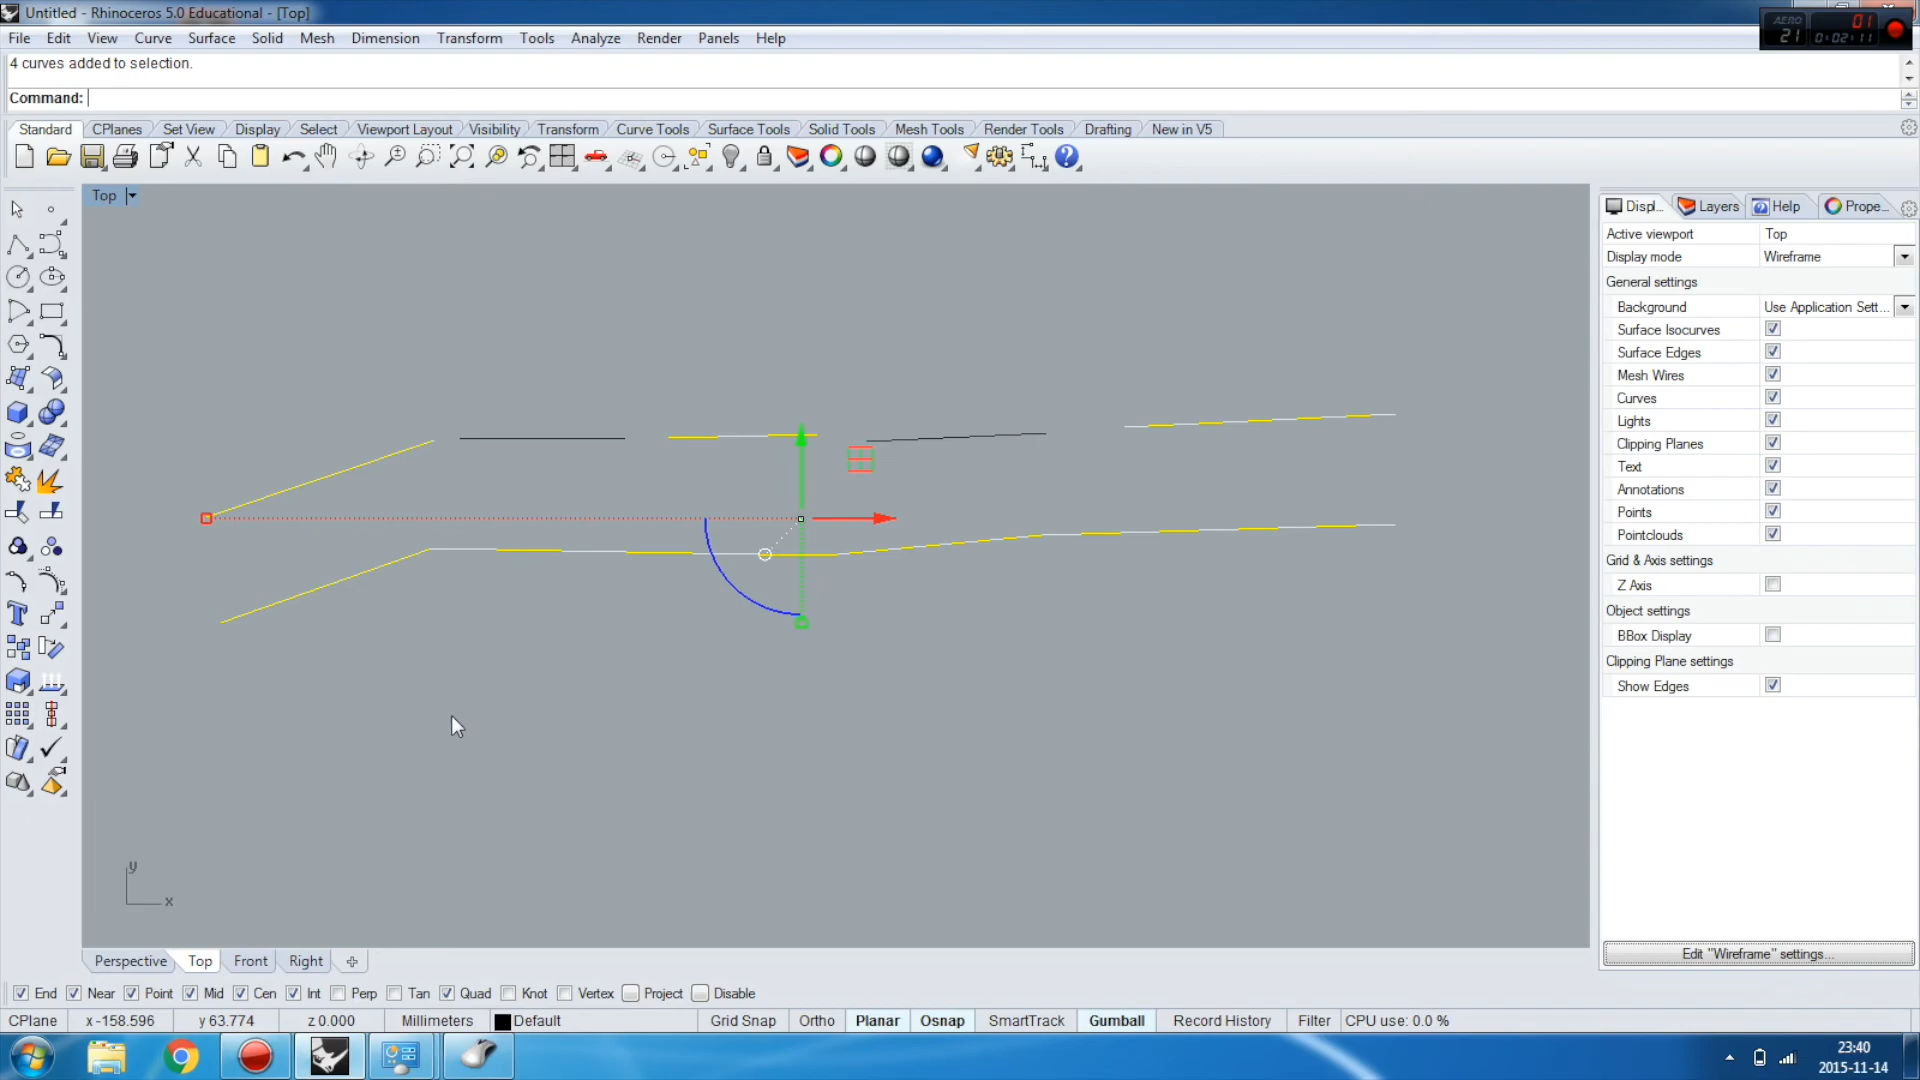 Untitled - Rhinoceros 5.0 Educational - [Top]
AERO 21 01 0:02:11
File Edit View Curve Surface Solid Mesh Dimension Transform Tools Analyze Render Panels Help
4 curves added to selection.
Command:
Standard CPlanes Set View Display Select Viewport Layout Visibility Transform Curve Tools Surface Tools Solid Tools Mesh Tools Render Tools Drafting New in V5
Top
Displ... Layers Help Prope...
Active viewport Top
Display mode Wireframe
General settings
Background Use Application Sett...
Surface Isocurves
Surface Edges
Mesh Wires
Curves
Lights
Clipping Planes
Text
Annotations
Points
Pointclouds
Grid & Axis settings
Z Axis
Object settings
BBox Display
Clipping Plane settings
Show Edges
y
x
Edit "Wireframe" settings...
Perspective Top Front Right
End Near Point Mid Cen Int Perp Tan Quad Knot Vertex Project Disable
CPlane x -158.596 y 63.774 z 0.000 Millimeters Default Grid Snap Ortho Planar Osnap SmartTrack Gumball Record History Filter CPU use: 0.0 %
23:40
2015-11-14